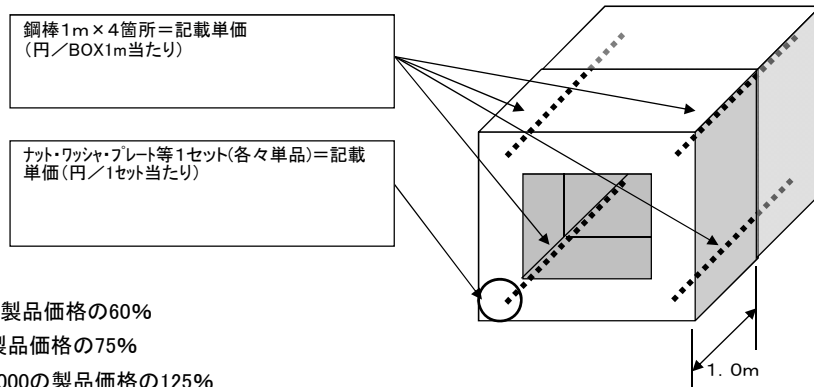 鋼棒1m×4箇所＝記載単価
(円／BOX1m当たり)
ナット・ワッシャ・プレート等1セット(各々単品)＝記載
単価(円／1セット当たり)
製品価格の60%
製品価格の75%
000の製品価格の125%
1.0m